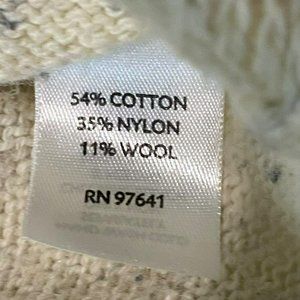 54% COTTON
35% NYLON
11% WOOL
RN 97641